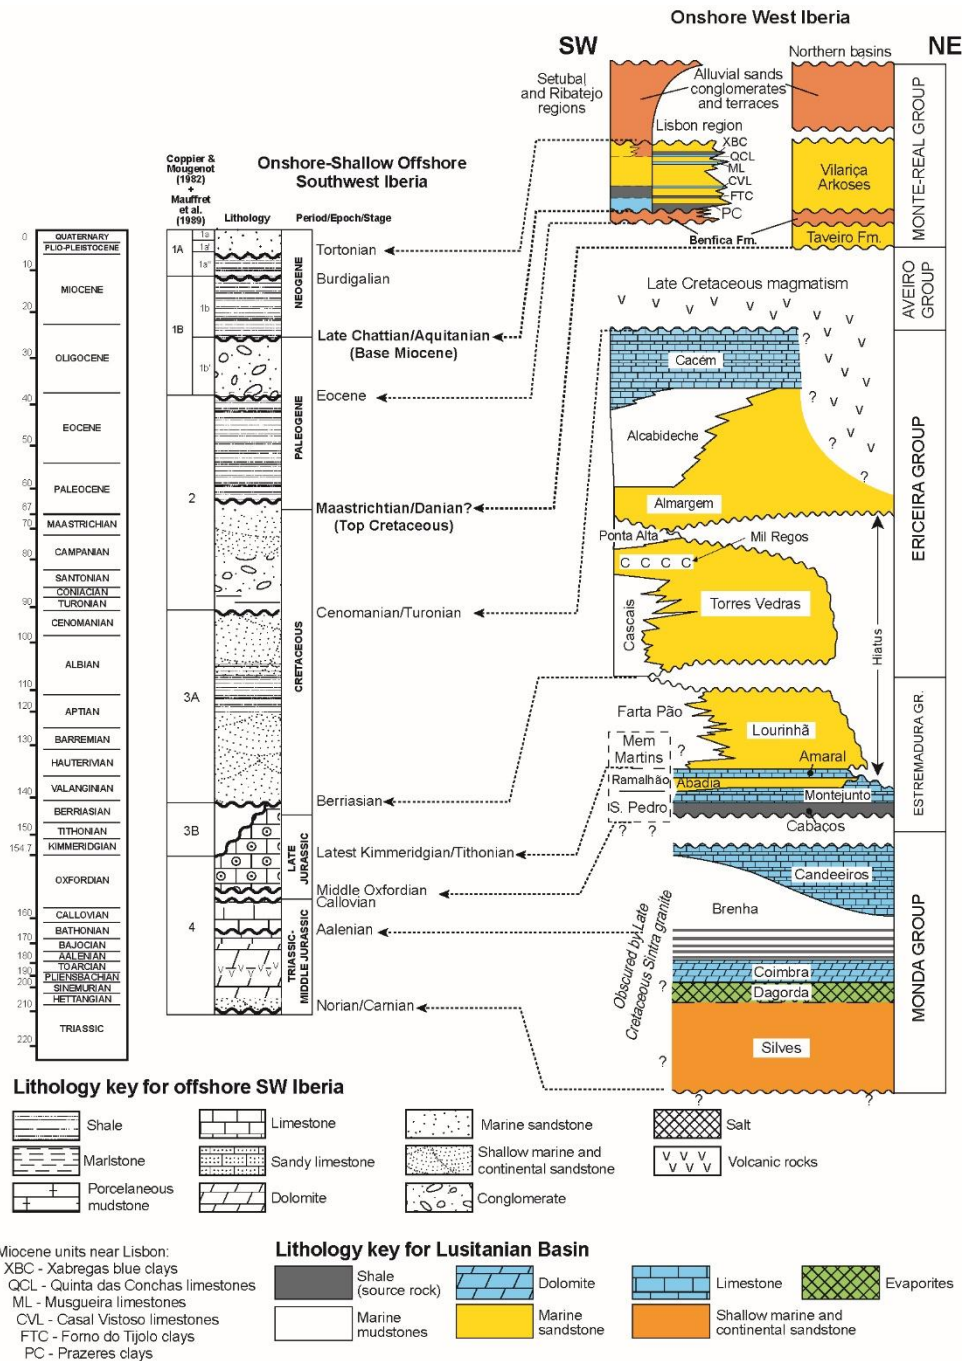 Onshore West Iberia
SW
NE
Northern basins
Setubal
and Ribatejo
regions
Alluvial sands
conglomerates
and terraces
Lisbon region
XBC
QCL
ML
CVL
FTC
PC
Vilariça
Arkoses
Benfica Fm.
Taveiro Fm.
MONTE-REAL GROUP
Coppier &
Mougenot
(1982)
+
Mauffret
et al.
(1989)
Onshore-Shallow Offshore
Southwest Iberia
Lithology
Period/Epoch/Stage
0
10
20
30
40
50
60
67
70
80
90
100
110
120
130
140
150
154.7
160
170
180
190
200
210
220
QUATERNARY
PLIO-PLEISTOCENE
MIOCENE
OLIGOCENE
EOCENE
PALEOCENE
MAASTRICHIAN
CAMPANIAN
SANTONIAN
CONIACIAN
TURONIAN
CENOMANIAN
ALBIAN
APTIAN
BARREMIAN
HAUTERIVIAN
VALANGINIAN
BERRIASIAN
TITHONIAN
KIMMERIDGIAN
OXFORDIAN
CALLOVIAN
BATHONIAN
BAJOCIAN
AALENIAN
TOARCIAN
PLIENSBACHIAN
SINEMURIAN
HETTANGIAN
TRIASSIC
1A
1a
1a'
1a"
1B
1b
1b'
2
3A
3B
4
NEOGENE
PALEOGENE
CRETACEOUS
LATE
JURASSIC
TRIASSIC-
MIDDLE JURASSIC
Tortonian
Burdigalian
Late Chattian/Aquitanian
(Base Miocene)
Eocene
Maastrichtian/Danian?
(Top Cretaceous)
Cenomanian/Turonian
Berriasian
Latest Kimmeridgian/Tithonian
Middle Oxfordian
Callovian
Aalenian
Norian/Carnian
Late Cretaceous magmatism
AVEIRO
GROUP
V V V V V
V V
V
V
V V
V
V
?
?
?
?
Cacém
Alcabideche
Almargem
Ponta Alta
Mil Regos
C C C C
Torres Vedras
Cascais
Hiatus
ERICEIRA GROUP
Farta Pão
Lourinhã
Mem
Martins
?
Ramalhão
S. Pedro
? ?
Amaral
Abadia
Montejunto
Cabaços
ESTREMADURA GR.
Candeeiros
Brenha
Obscured by Late
Cretaceous Sintra granite
Coimbra
Dagorda
Silves
?
?
?
?
MONDA GROUP
Lithology key for offshore SW Iberia
Shale
Limestone
Marine sandstone
Salt
Marlstone
Sandy limestone
Shallow marine and
continental sandstone
V V V V
V V V
Volcanic rocks
Porcelaneous
mudstone
Dolomite
Conglomerate
Miocene units near Lisbon:
XBC - Xabregas blue clays
QCL - Quinta das Conchas limestones
ML - Musgueira limestones
CVL - Casal Vistoso limestones
FTC - Forno do Tijolo clays
PC - Prazeres clays
Lithology key for Lusitanian Basin
Shale
(source rock)
Dolomite
Limestone
Evaporites
Marine
mudstones
Marine
sandstone
Shallow marine and
continental sandstone